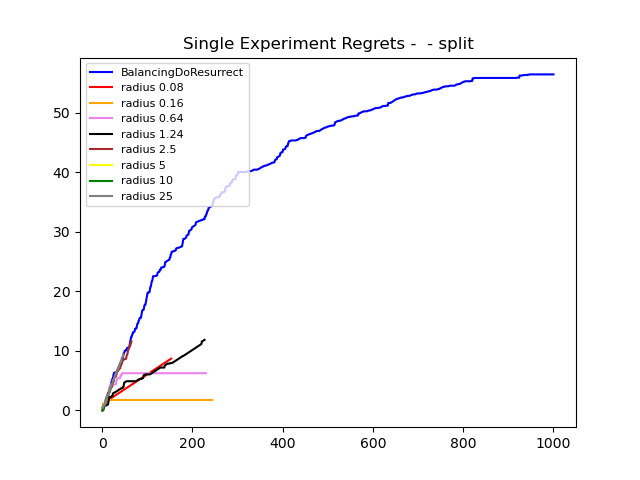 Single Experiment Regrets -  - split
BalancingDoResurrect
radius 0.08
radius 0.16
radius 0.64
radius 1.24
radius 2.5
radius 5
radius 10
radius 25
50
40
30
20
10
0
0 200 400 600 800 1000